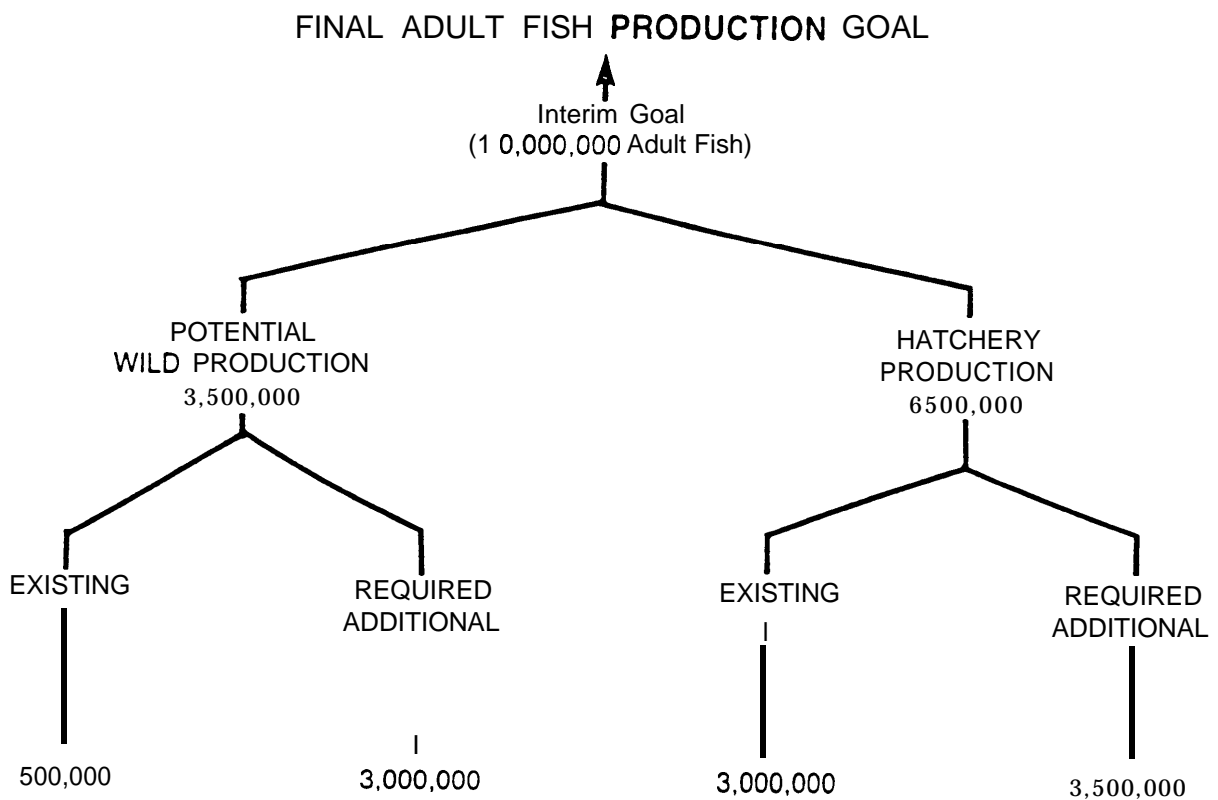 FINAL ADULT FISH PRODUCTION GOAL
Interim Goal
(1 0,000,000 Adult Fish)
POTENTIAL
WILD PRODUCTION
3,500,000
HATCHERY
PRODUCTION
6500,000
EXISTING
REQUIRED
ADDITIONAL
EXISTING
REQUIRED
ADDITIONAL
500,000
3,000,000
3,000,000
3,500,000